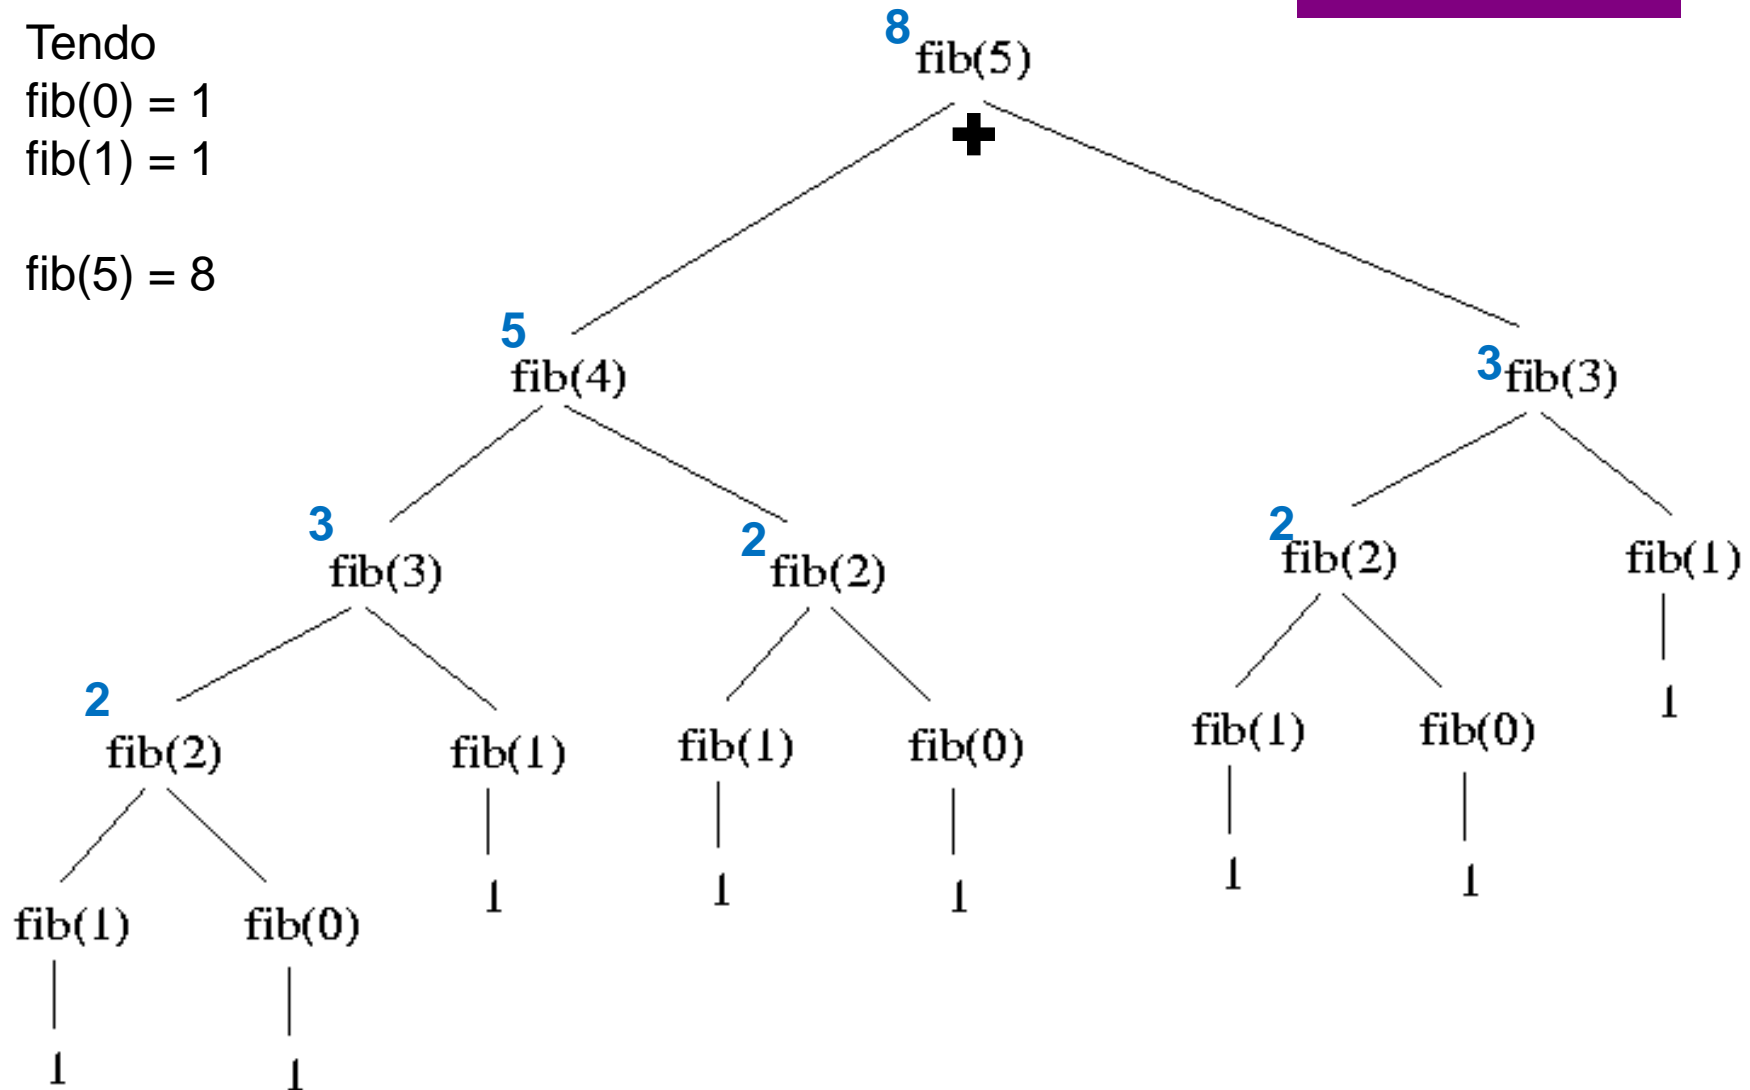 Tendo
fib(0) = 1
fib(1) = 1
fib(5) = 8
8
fib(5)
+
5
fib(4)
3
fib(3)
3
fib(3)
2
fib(2)
2
fib(2)
fib(1)
2
fib(2)
fib(1)
fib(1)
fib(0)
fib(1)
fib(0)
1
fib(1)
fib(0)
1
1
1
1
1
1
1